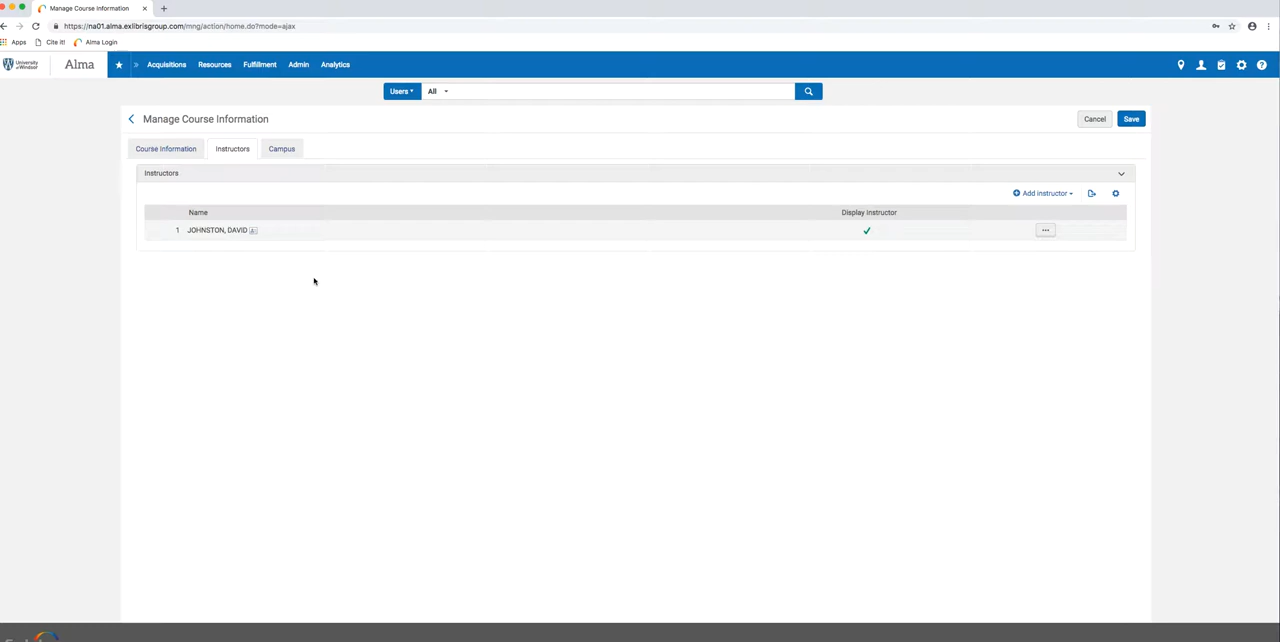 Manage Course Information
https://na01.alma.exlibrisgroup.com/mng/action/home.do?mode=ajax
Apps Cite it! Alma Login
University of Windsor Alma Acquisitions Resources Fulfillment Admin Analytics
Users All
Manage Course Information Cancel Save
Course Information Instructors Campus
Instructors
Add instructor
Name Display instructor
1 JOHNSTON, DAVID